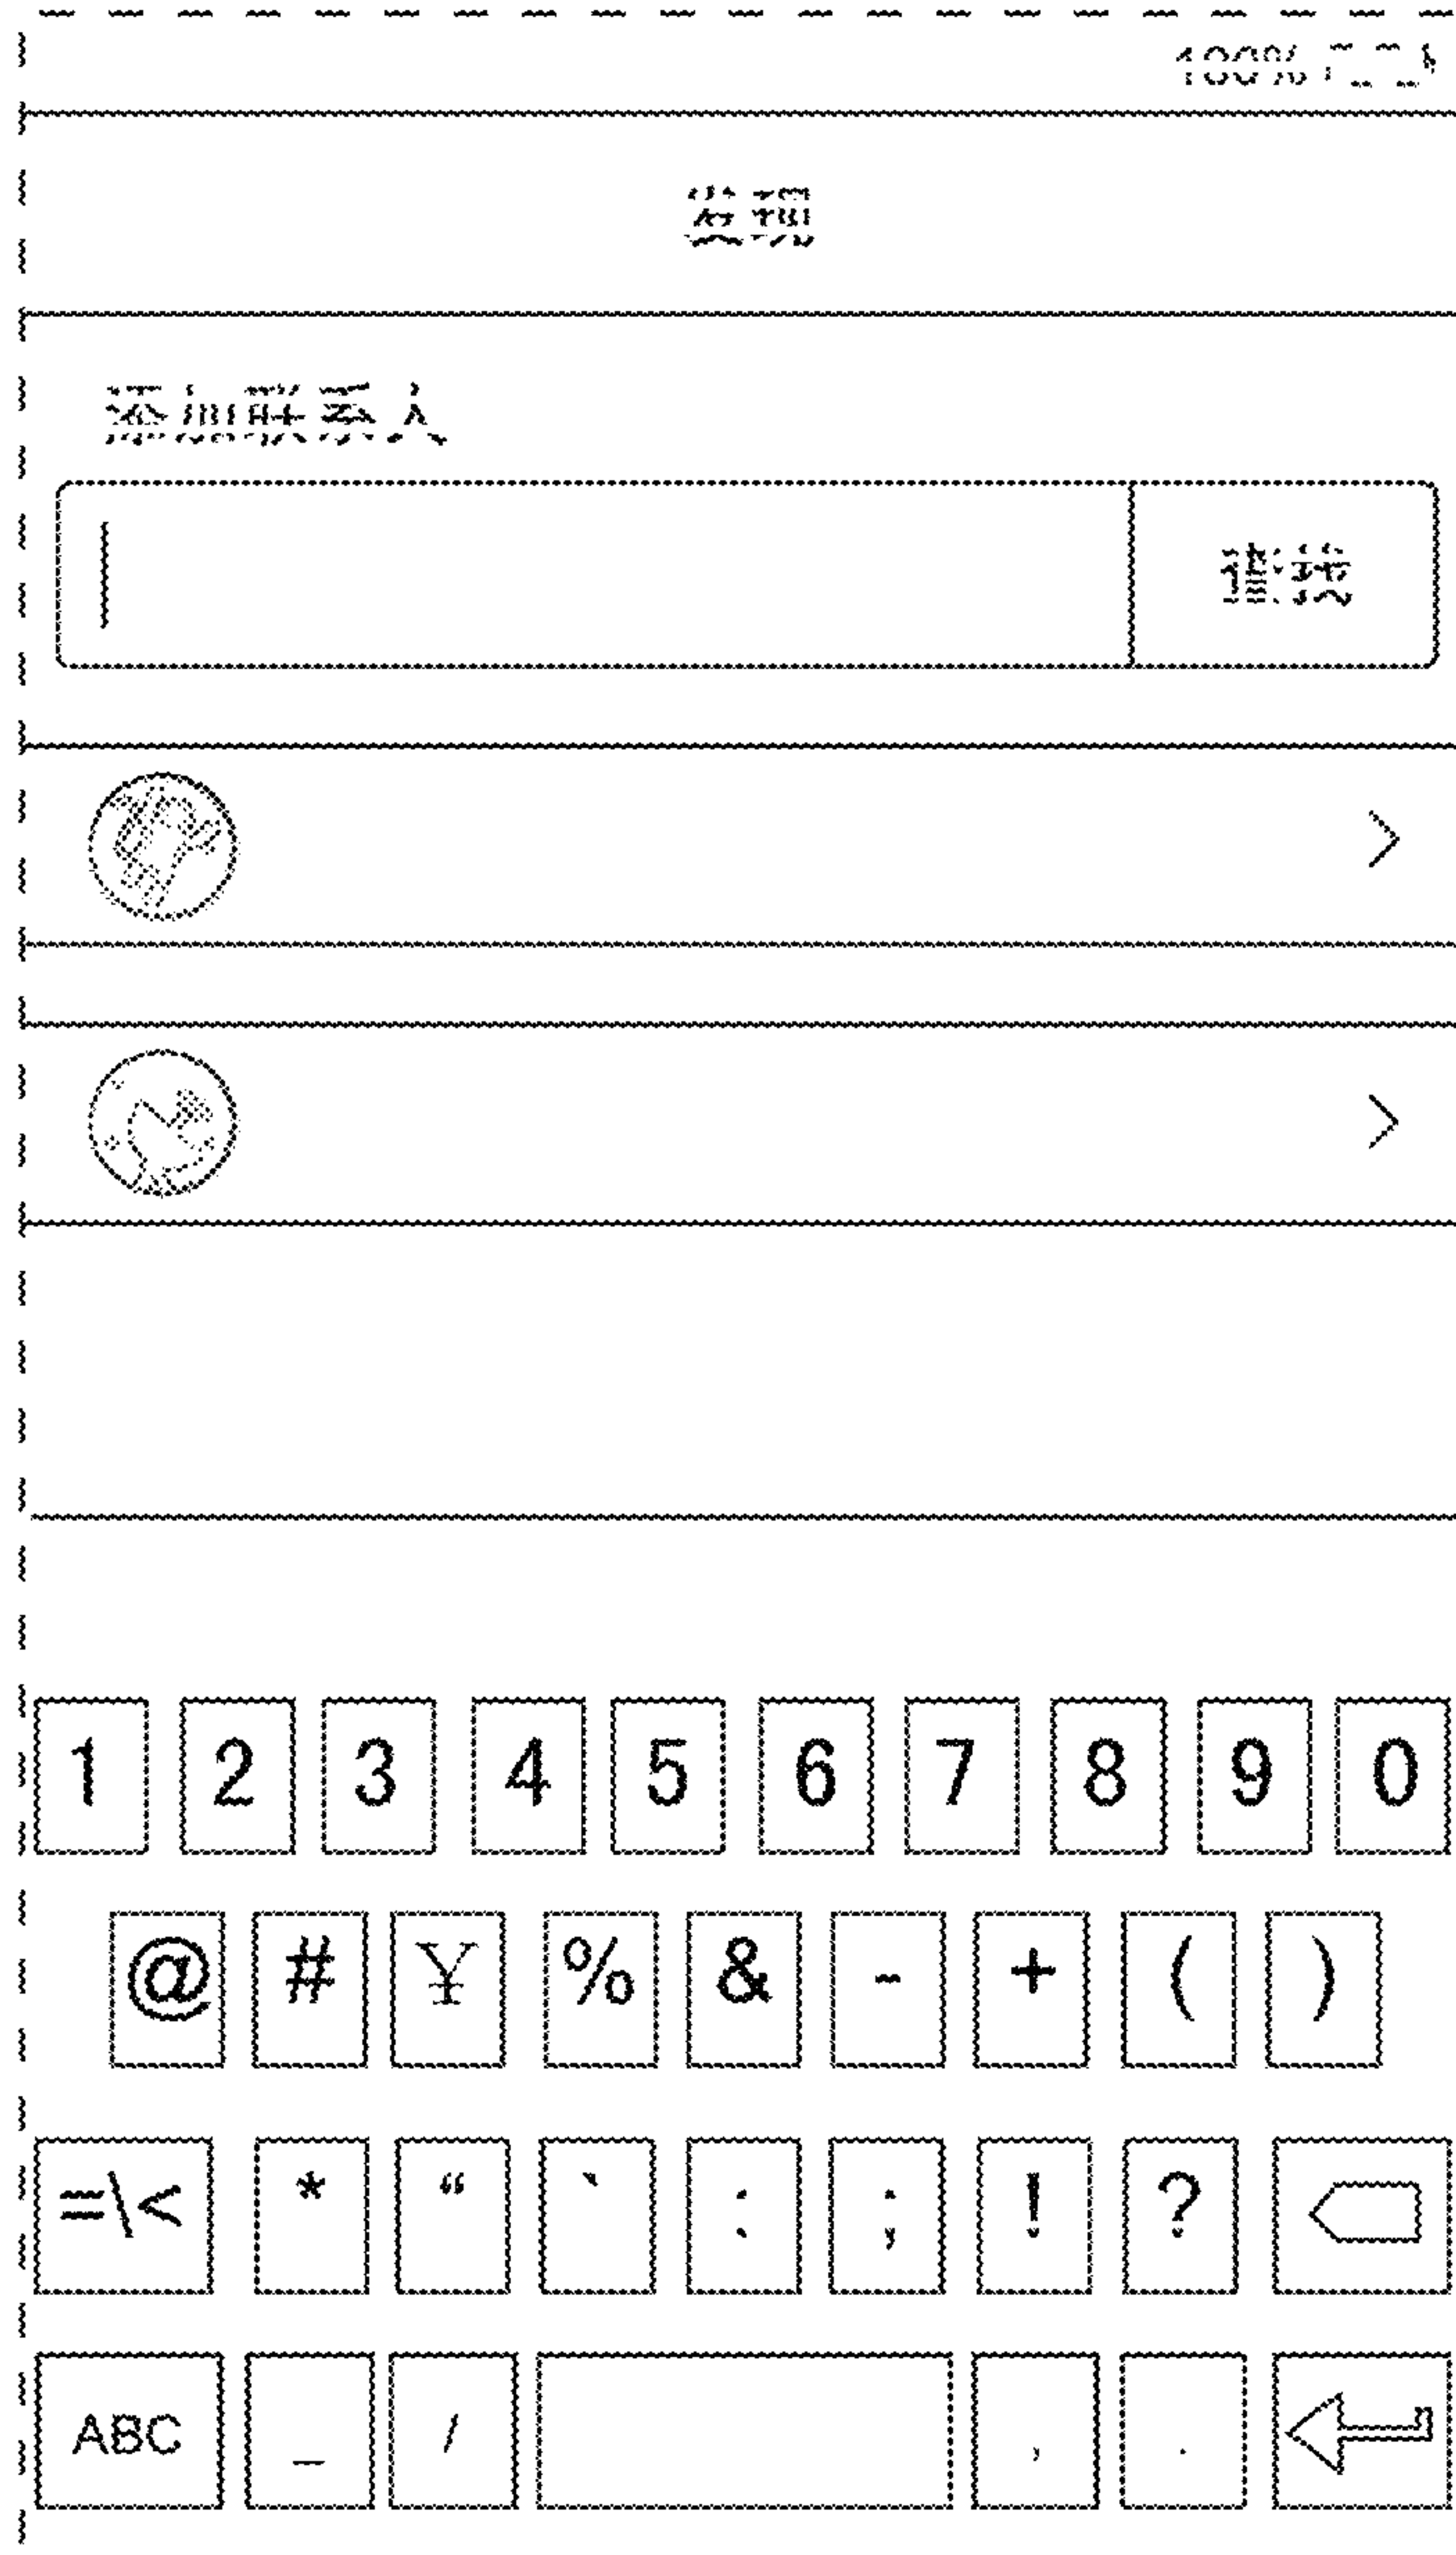 100%
发现
添加联系人
查找
1 2 3 4 5 6 7 8 9 0
@ # ¥ % & - + ( )
=\< * “ ` : ; ! ?
ABC _ / , .